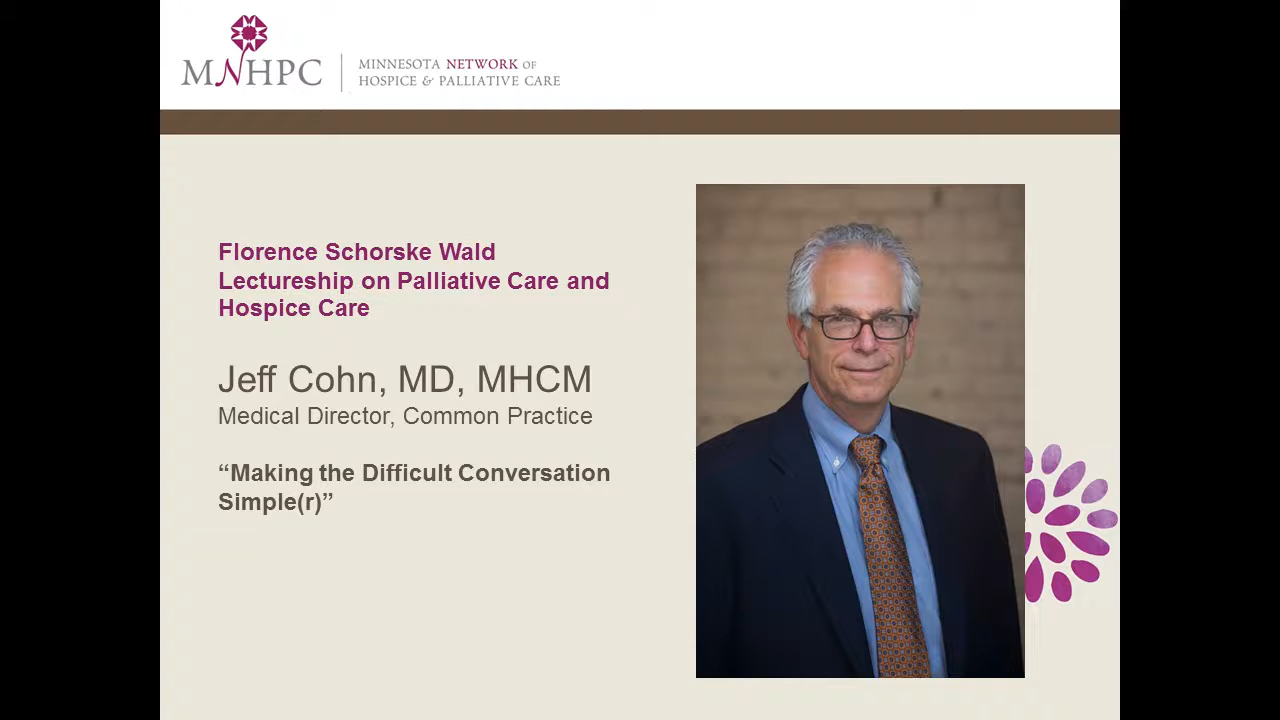 MNHPC
MINNESOTA NETWORK OF
HOSPICE & PALLIATIVE CARE
Florence Schorske Wald
Lectureship on Palliative Care and
Hospice Care
Jeff Cohn, MD, MHCM
Medical Director, Common Practice
“Making the Difficult Conversation
Simple(r)”